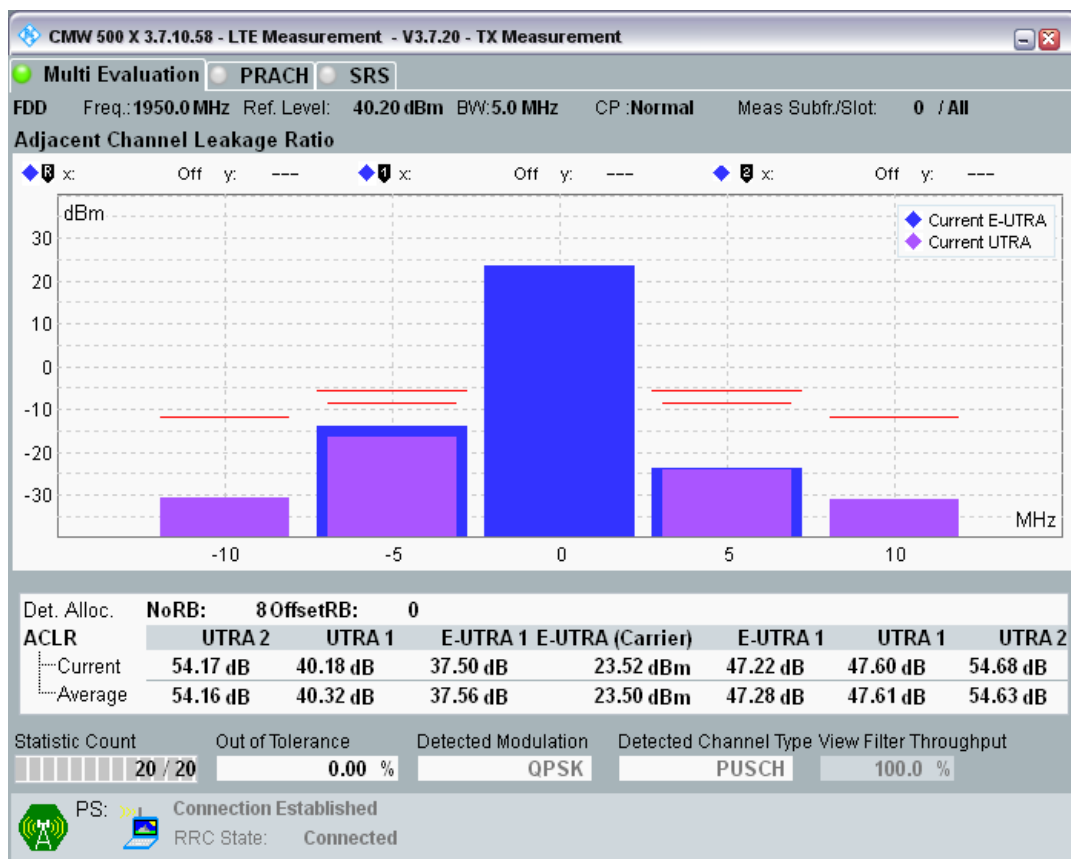 CMW 500 X 3.7.10.58 - LTE Measurement - V3.7.20 - TX Measurement
Multi Evaluation PRACH SRS
FDD Freq.: 1950.0 MHz Ref. Level: 40.20 dBm BW: 5.0 MHz CP : Normal Meas Subfr./Slot: 0 / All
Adjacent Channel Leakage Ratio
R x: Off y: --- 1 x: Off y: --- 2 x: Off y: ---
dBm
Current E-UTRA
Current UTRA
30
20
10
0
-10
-20
-30
MHz
-10 -5 0 5 10
Det. Alloc. NoRB: 8 OffsetRB: 0
ACLR UTRA 2 UTRA 1 E-UTRA 1 E-UTRA (Carrier) E-UTRA 1 UTRA 1 UTRA 2
Current 54.17 dB 40.18 dB 37.50 dB 23.52 dBm 47.22 dB 47.60 dB 54.68 dB
Average 54.16 dB 40.32 dB 37.56 dB 23.50 dBm 47.28 dB 47.61 dB 54.63 dB
Statistic Count Out of Tolerance Detected Modulation Detected Channel Type View Filter Throughput
20 / 20 0.00 % QPSK PUSCH 100.0 %
PS: Connection Established
RRC State: Connected